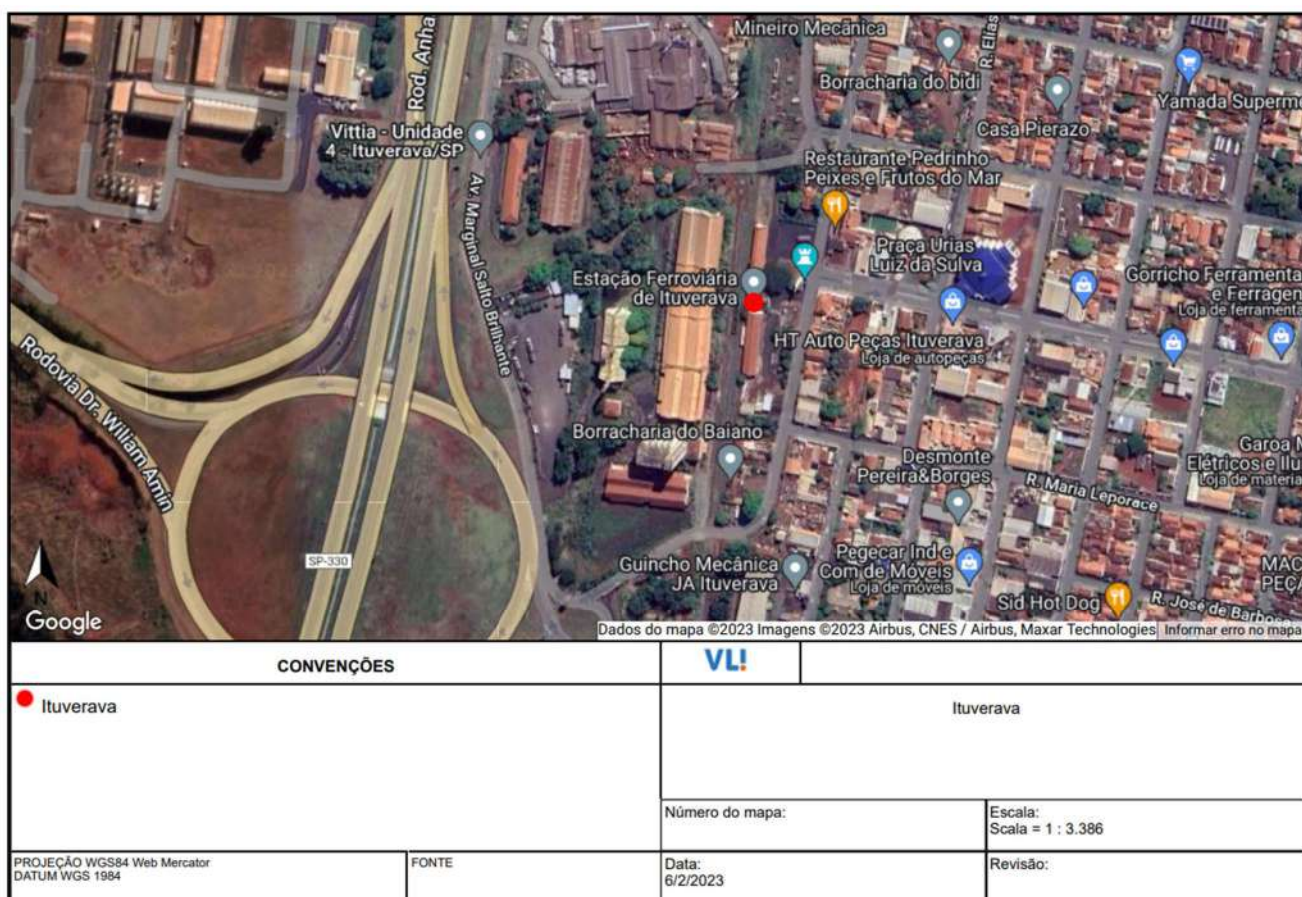 Mineiro Mecânica
R. Elias
Rod. Anha
Borracharia do bidi
Yamada Superme
Casa Pierazo
Vittia - Unidade
4 - Ituverava/SP
Restaurante Pedrinho
Peixes e Frutos do Mar
Av. Marginal Salto Brilhante
Praça Urias
Luiz da Sulva
Estação Ferroviária
de Ituverava
Gorricho Ferramenta
e Ferragen
Loja de ferramenta
HT Auto Peças Ituverava
Loja de autopeças
Rodovia Dr. Wiliam Amin
Borracharia do Baiano
Desmonte
Pereira&Borges
Garoa M
Elétricos e Ilu
Loja de materia
R. Maria Leporace
SP-330
Guincho Mecânica
JA Ituverava
Pegecar Ind e
Com de Móveis
Loja de móveis
MAC
PEÇA
Sid Hot Dog
R. José de Barbosa
N
Google
Dados do mapa ©2023 Imagens ©2023 Airbus, CNES / Airbus, Maxar Technologies
Informar erro no mapa
CONVENÇÕES
VL!
Ituverava
Ituverava
Número do mapa:
Escala:
Scala = 1 : 3.386
PROJEÇÃO WGS84 Web Mercator
DATUM WGS 1984
FONTE
Data:
6/2/2023
Revisão: